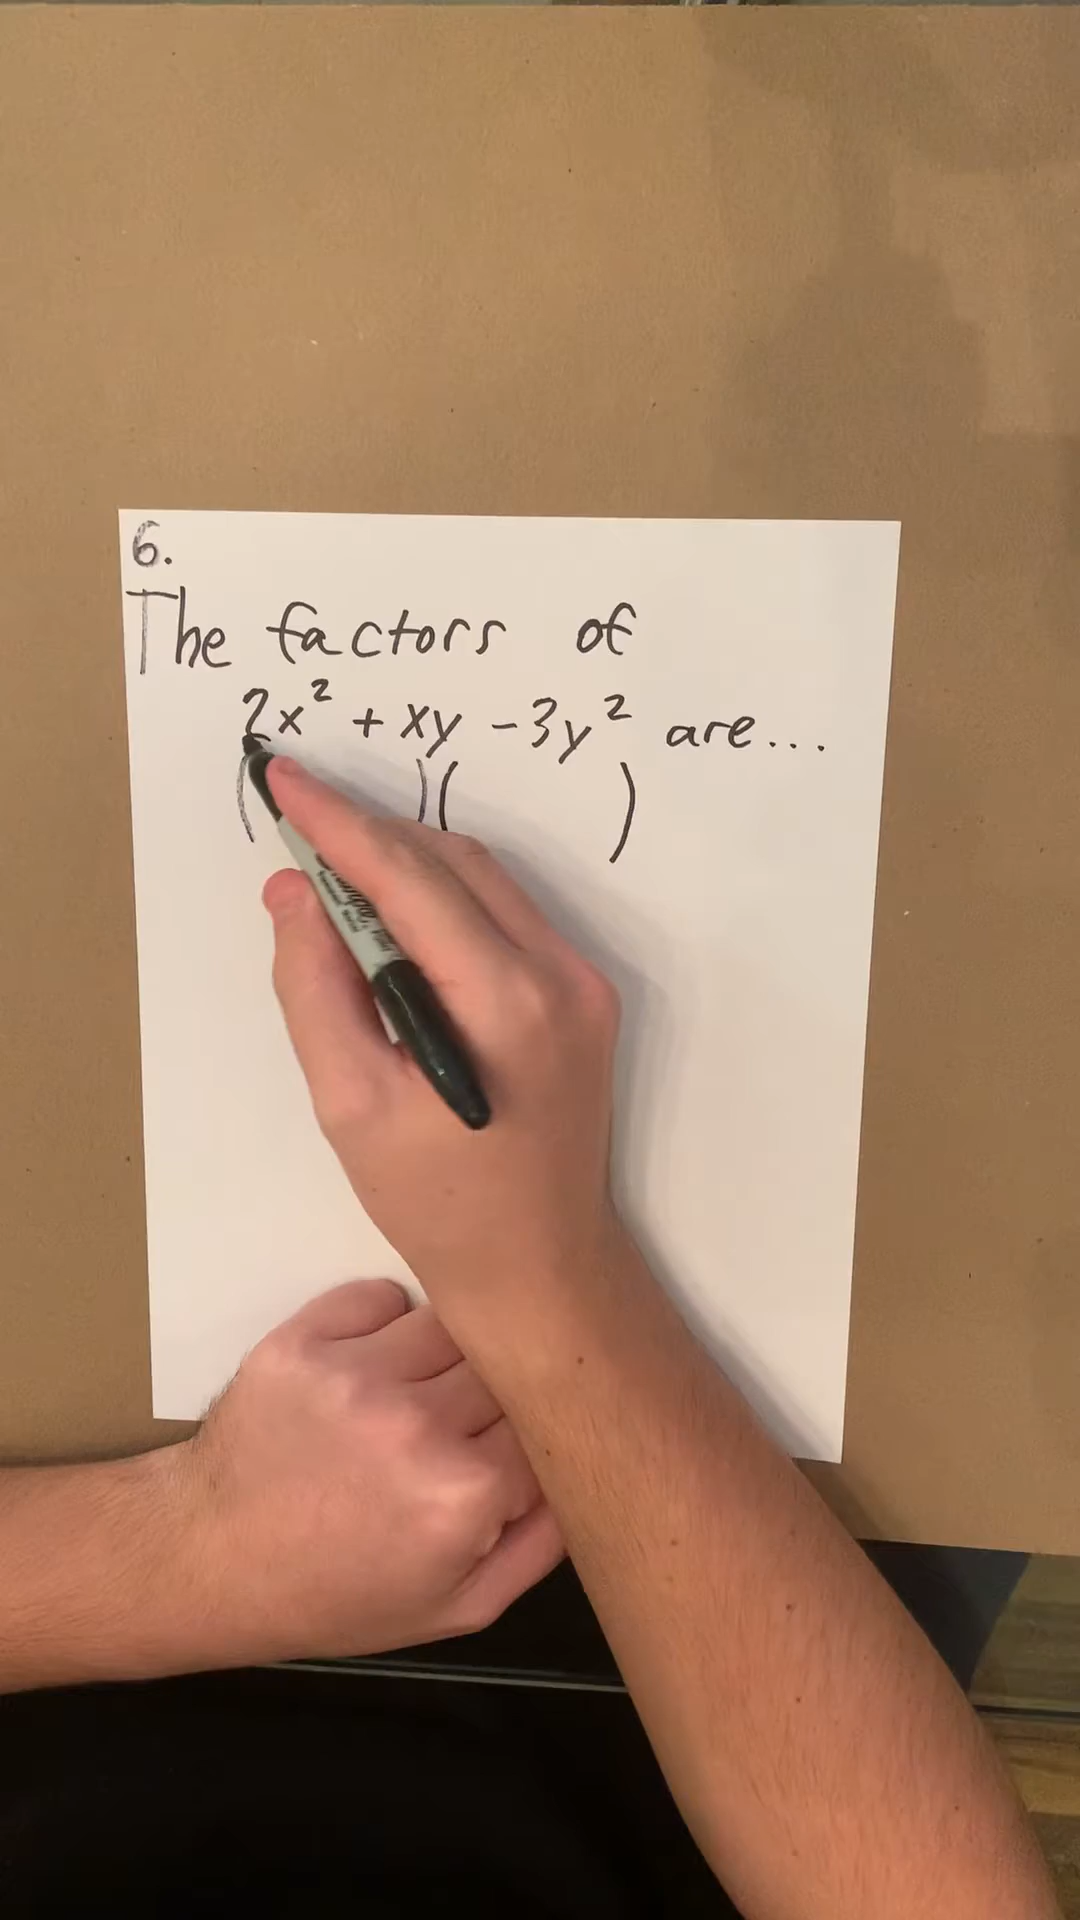 6.
The factors of
2x² + xy - 3y² are...
(      )(      )